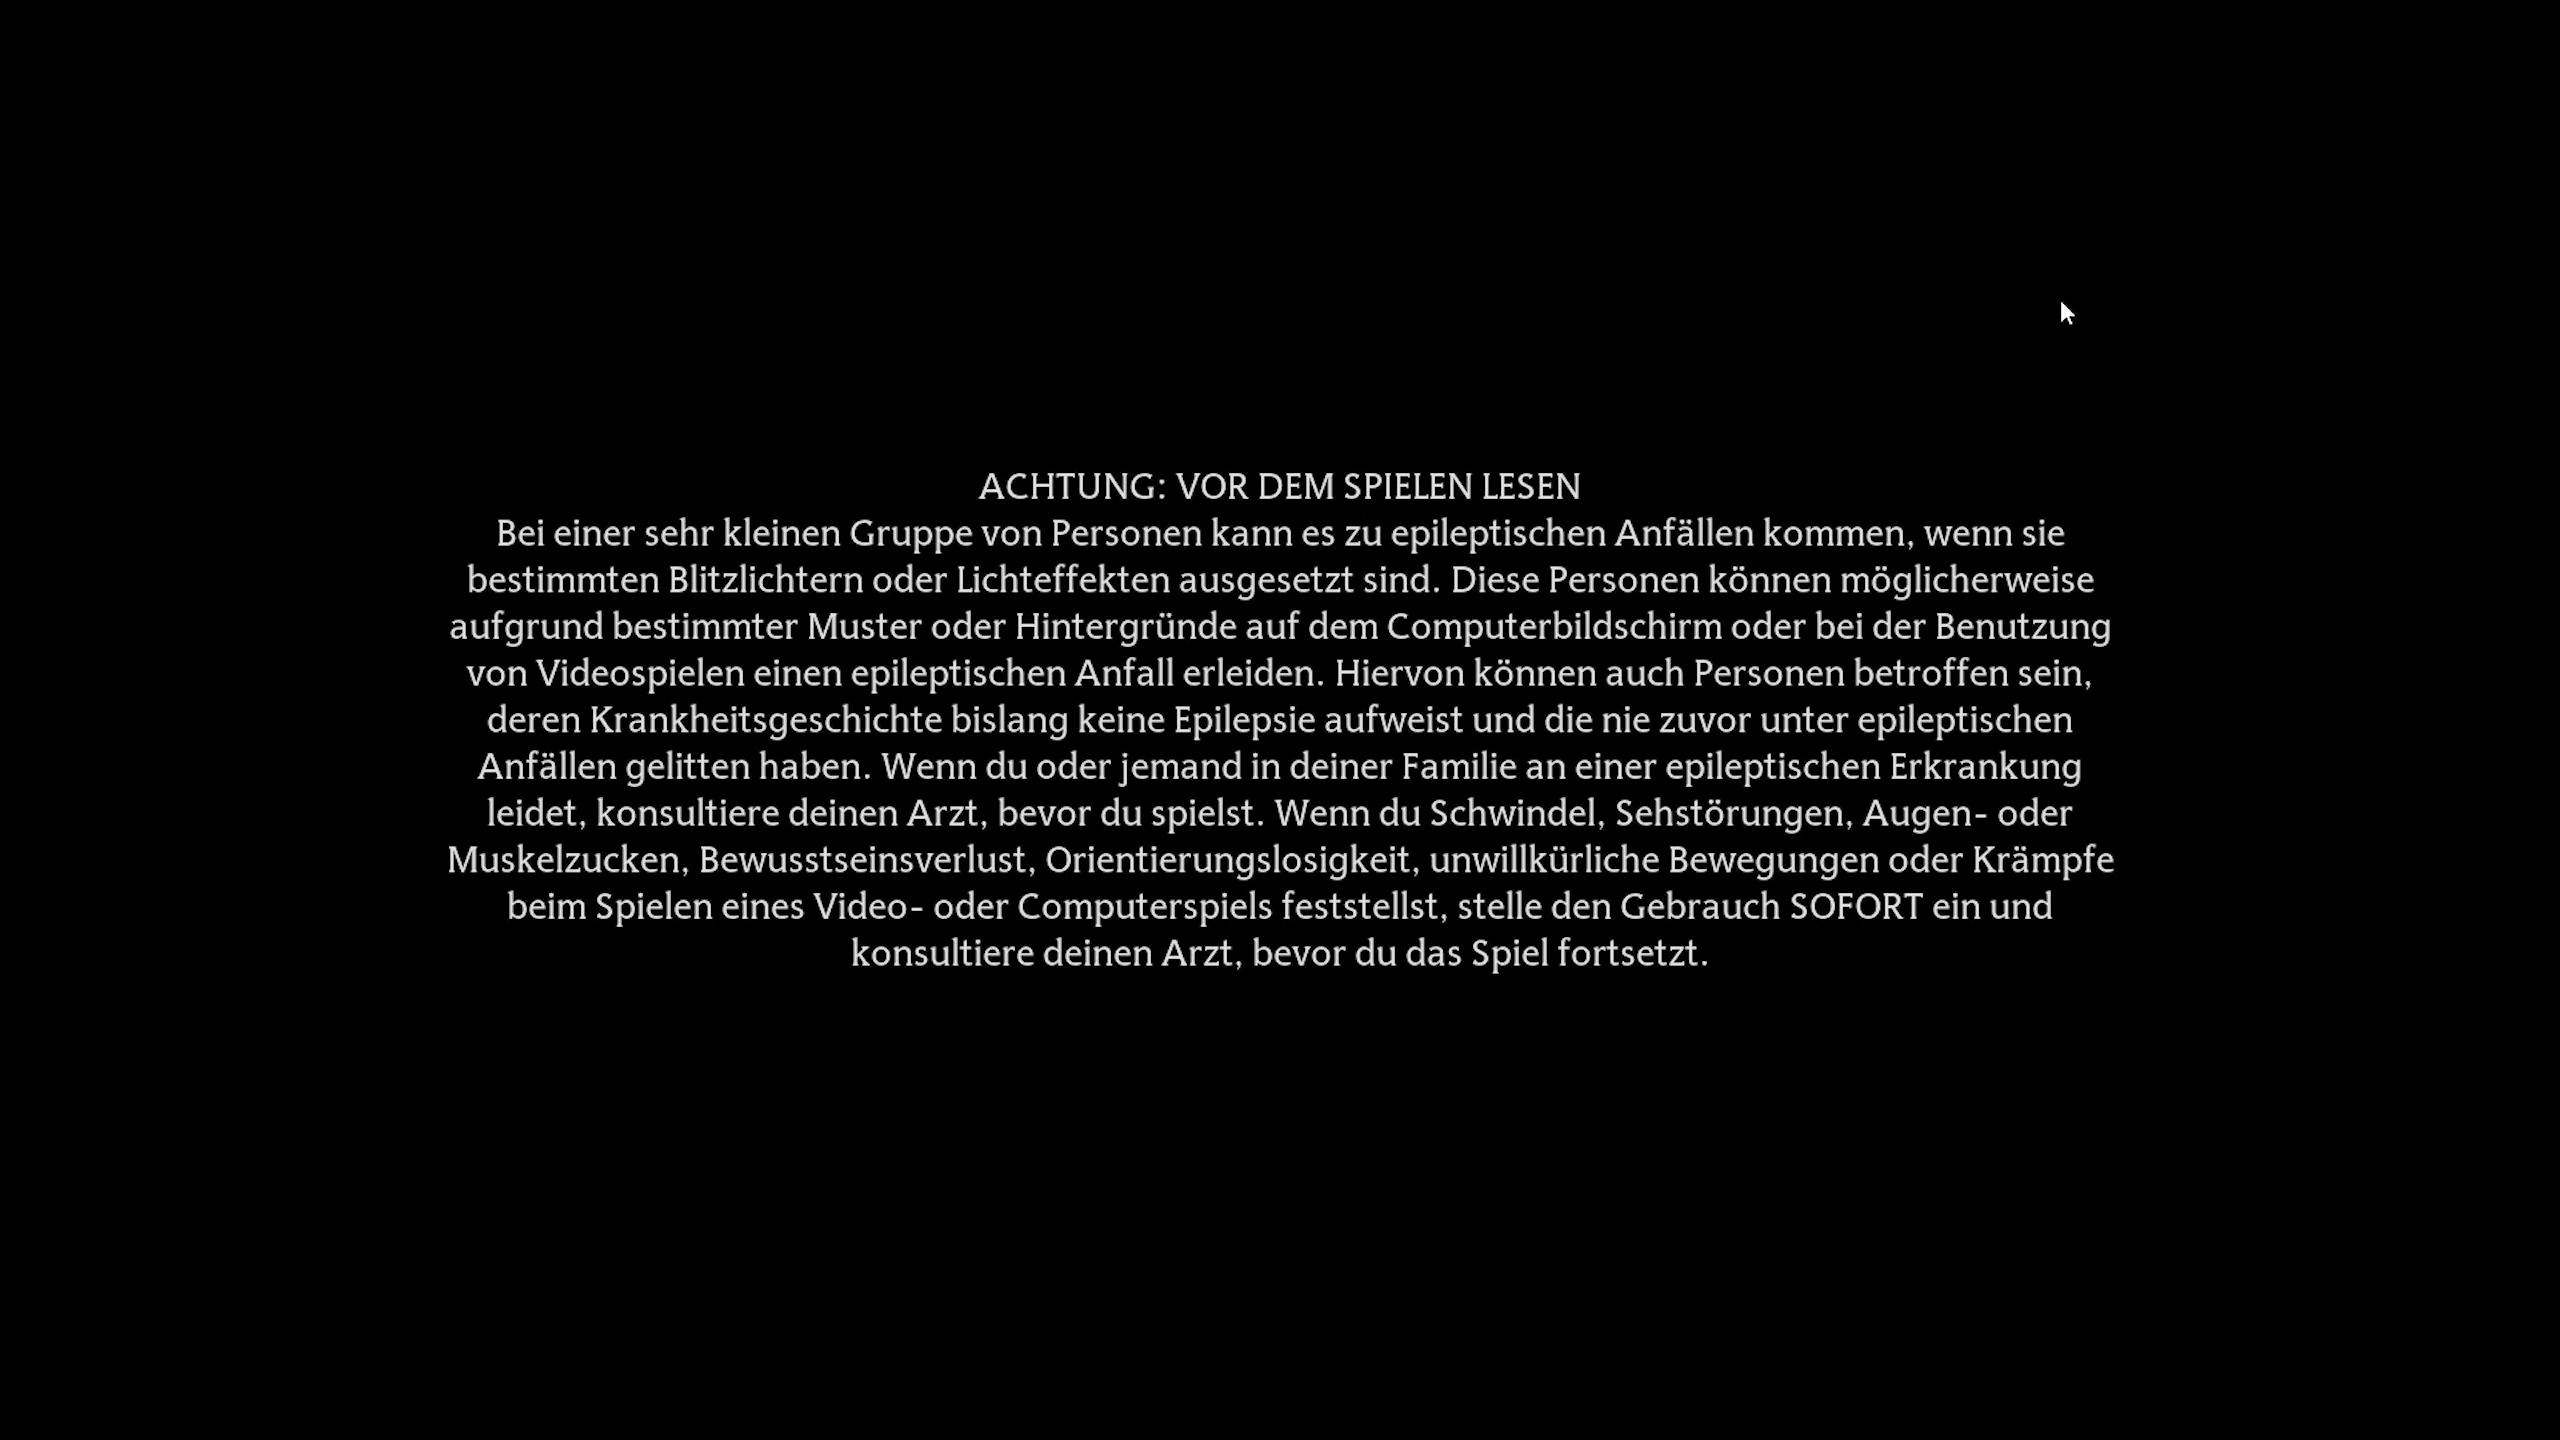 ACHTUNG: VOR DEM SPIELEN LESEN
Bei einer sehr kleinen Gruppe von Personen kann es zu epileptischen Anfällen kommen, wenn sie
bestimmten Blitzlichtern oder Lichteffekten ausgesetzt sind. Diese Personen können möglicherweise
aufgrund bestimmter Muster oder Hintergründe auf dem Computerbildschirm oder bei der Benutzung
von Videospielen einen epileptischen Anfall erleiden. Hiervon können auch Personen betroffen sein,
deren Krankheitsgeschichte bislang keine Epilepsie aufweist und die nie zuvor unter epileptischen
Anfällen gelitten haben. Wenn du oder jemand in deiner Familie an einer epileptischen Erkrankung
leidet, konsultiere deinen Arzt, bevor du spielst. Wenn du Schwindel, Sehstörungen, Augen- oder
Muskelzucken, Bewusstseinsverlust, Orientierungslosigkeit, unwillkürliche Bewegungen oder Krämpfe
beim Spielen eines Video- oder Computerspiels feststellst, stelle den Gebrauch SOFORT ein und
konsultiere deinen Arzt, bevor du das Spiel fortsetzt.